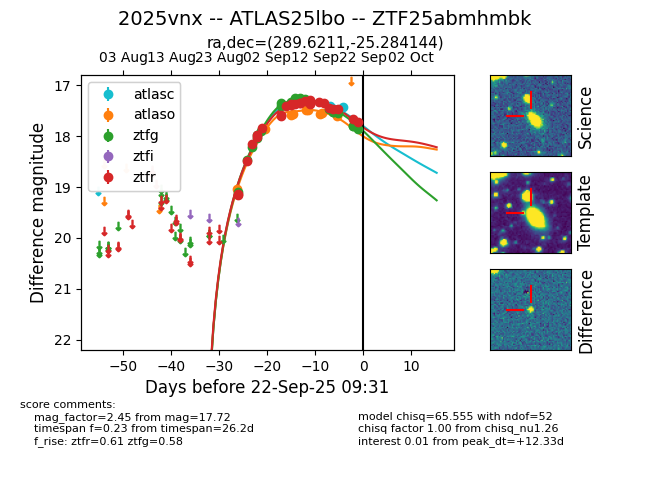 2025vnx -- ATLAS25lbo -- ZTF25abmhmbk
ra,dec=(289.6211,-25.284144)
03 Aug 13 Aug 23 Aug 02 Sep 12 Sep 22 Sep 02 Oct
17
18
19
20
21
22
Difference magnitude
atlasc
atlaso
ztfg
ztfi
ztfr
−50 −40 −30 −20 −10 0 10
Days before 22-Sep-25 09:31
Science
Template
Difference
score comments:
mag_factor=2.45 from mag=17.72
timespan f=0.23 from timespan=26.2d
f_rise: ztfr=0.61 ztfg=0.58
model chisq=65.555 with ndof=52
chisq factor 1.00 from chisq_nu1.26
interest 0.01 from peak_dt=+12.33d